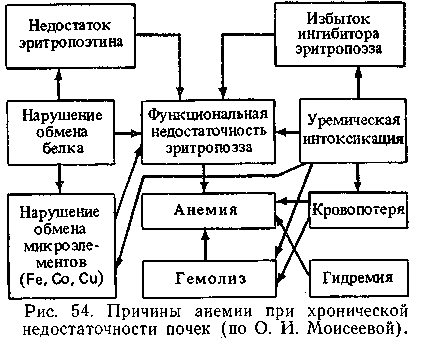 Недостаток
эритропоэтина
Избыток
ингибитора
эритропоэза
Нарушение
обмена
белка
Функциональная
недостаточность
эритропоэза
Уремическая
интоксикация
Нарушение
обмена
микроэле-
ментов
(Fe, Co, Cu)
Анемия
Кровопотеря
Гемолиз
Гидремия
Рис. 54. Причины анемии при хронической
недостаточности почек (по О. И. Моисеевой).